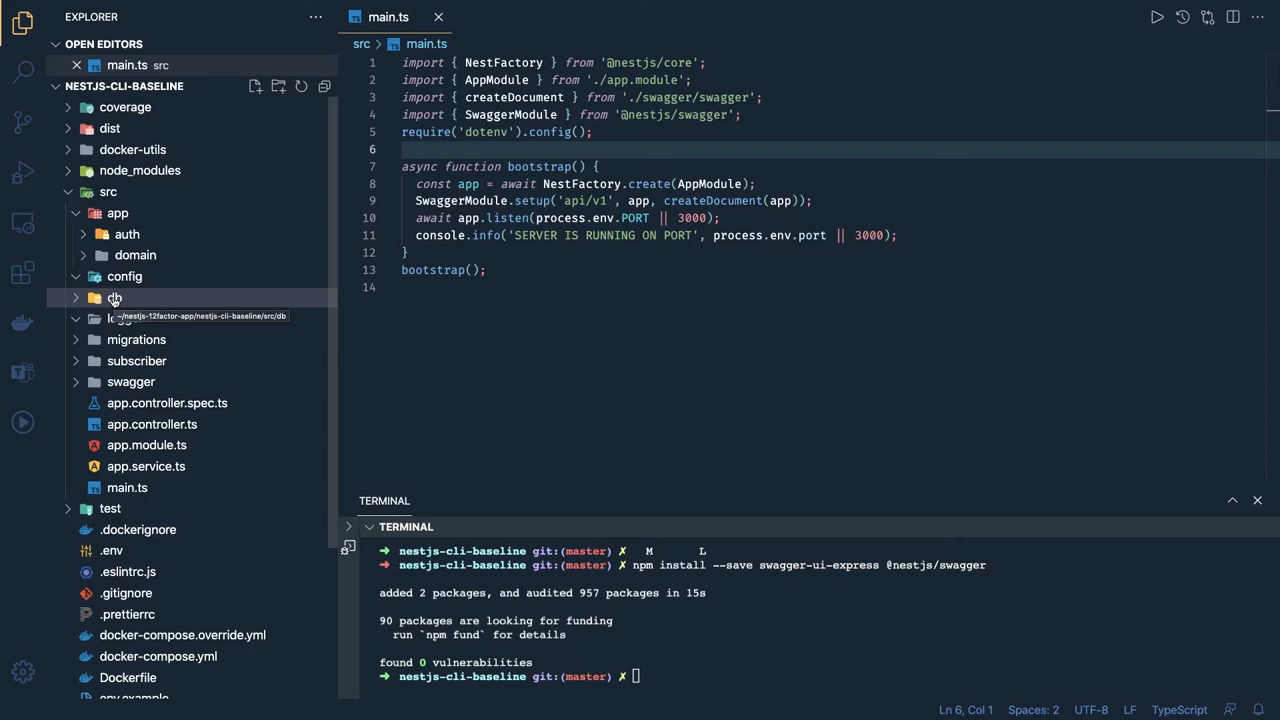 EXPLORER
OPEN EDITORS
main.ts src
NESTJS-CLI-BASELINE
coverage
dist
docker-utils
node_modules
src
app
auth
domain
config
db
~/nestjs-12factor-app/nestjs-cli-baseline/src/db
migrations
subscriber
swagger
app.controller.spec.ts
app.controller.ts
app.module.ts
app.service.ts
main.ts
test
.dockerignore
.env
.eslintrc.js
.gitignore
.prettierrc
docker-compose.override.yml
docker-compose.yml
Dockerfile
env.example
main.ts
src > main.ts
1 import { NestFactory } from '@nestjs/core';
2 import { AppModule } from './app.module';
3 import { createDocument } from './swagger/swagger';
4 import { SwaggerModule } from '@nestjs/swagger';
5 require('dotenv').config();
6
7 async function bootstrap() {
8 const app = await NestFactory.create(AppModule);
9 SwaggerModule.setup('api/v1', app, createDocument(app));
10 await app.listen(process.env.PORT || 3000);
11 console.info('SERVER IS RUNNING ON PORT', process.env.port || 3000);
12 }
13 bootstrap();
14
TERMINAL
TERMINAL
➜ nestjs-cli-baseline git:(master) ✗ M L
➜ nestjs-cli-baseline git:(master) ✗ npm install --save swagger-ui-express @nestjs/swagger
added 2 packages, and audited 957 packages in 15s
90 packages are looking for funding
run `npm fund` for details
found 0 vulnerabilities
➜ nestjs-cli-baseline git:(master) ✗
Ln 6, Col 1 Spaces: 2 UTF-8 LF TypeScript